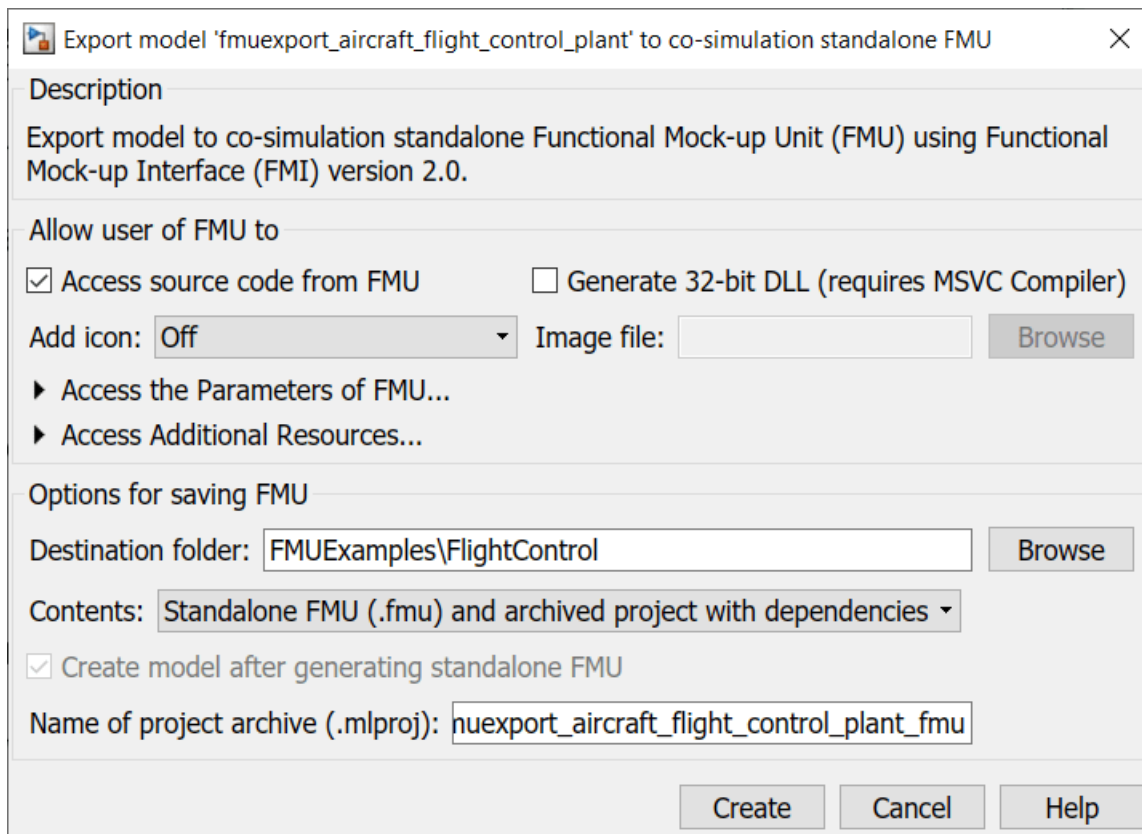 Export model 'fmuexport_aircraft_flight_control_plant' to co-simulation standalone FMU
Description
Export model to co-simulation standalone Functional Mock-up Unit (FMU) using Functional
Mock-up Interface (FMI) version 2.0.
Allow user of FMU to
Access source code from FMU Generate 32-bit DLL (requires MSVC Compiler)
Add icon: Off Image file: Browse
Access the Parameters of FMU...
Access Additional Resources...
Options for saving FMU
Destination folder: FMUExamples\FlightControl Browse
Contents: Standalone FMU (.fmu) and archived project with dependencies
Create model after generating standalone FMU
Name of project archive (.mlproj): muexport_aircraft_flight_control_plant_fmu
Create Cancel Help